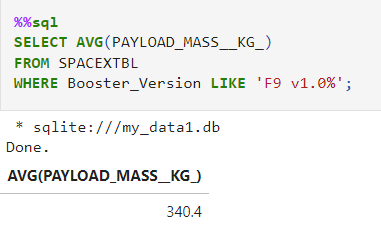 %%sql
SELECT AVG(PAYLOAD_MASS__KG_)
FROM SPACEXTBL
WHERE Booster_Version LIKE 'F9 v1.0%';
* sqlite:///my_data1.db
Done.
AVG(PAYLOAD_MASS__KG_)
340.4